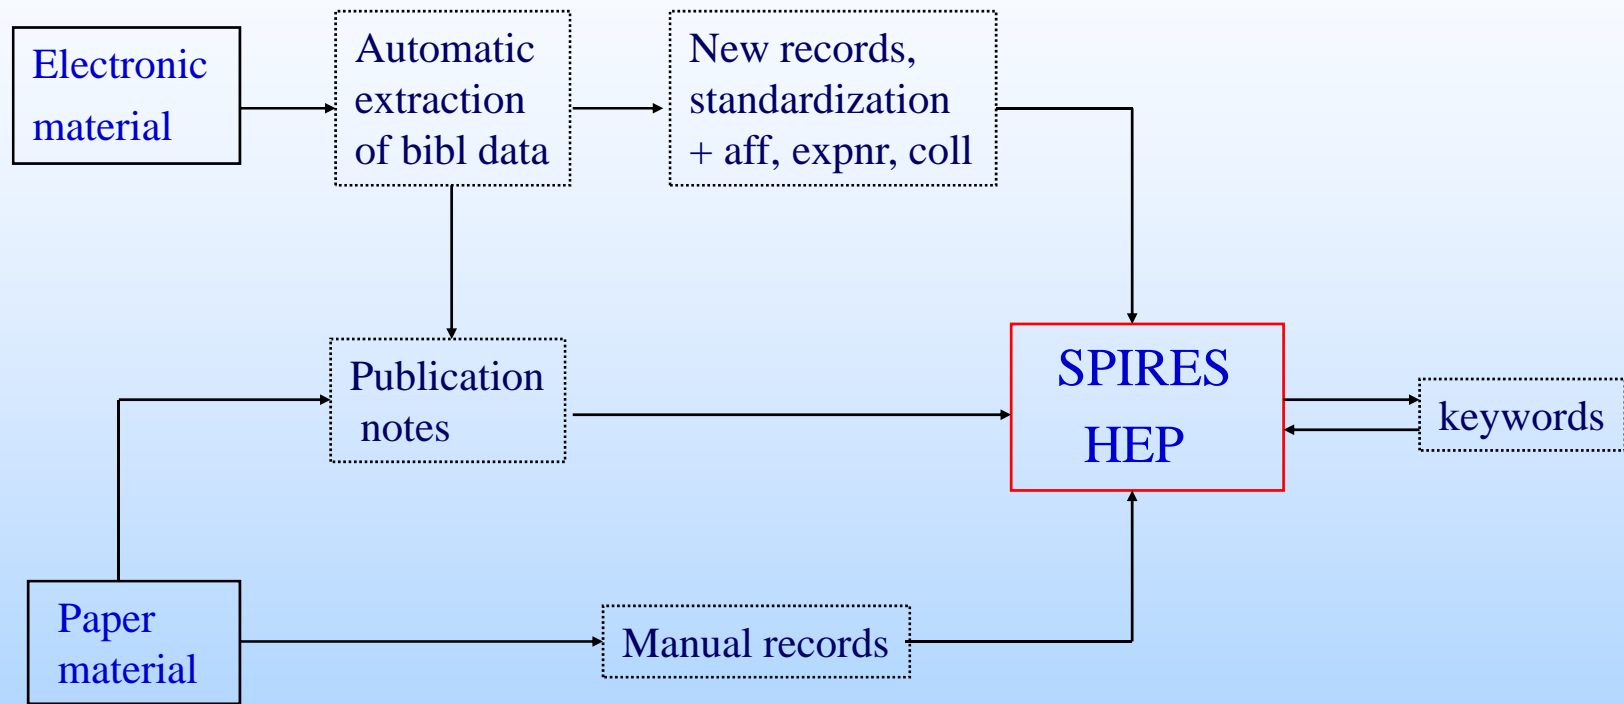 Electronic
material
Automatic
extraction
of bibl data
New records,
standardization
+ aff, expnr, coll
Publication
notes
SPIRES
HEP
keywords
Paper
material
Manual records